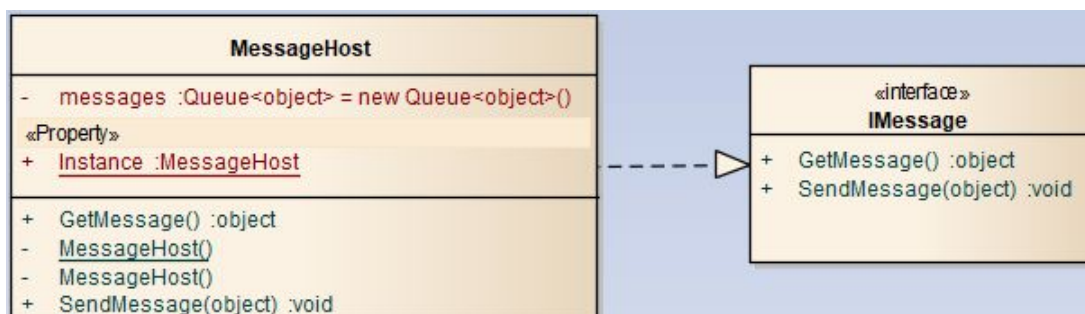 MessageHost
- messages :Queue<object> = new Queue<object>()
«Property»
+ Instance :MessageHost
+ GetMessage() :object
- MessageHost()
- MessageHost()
+ SendMessage(object) :void
«interface»
IMessage
+ GetMessage() :object
+ SendMessage(object) :void